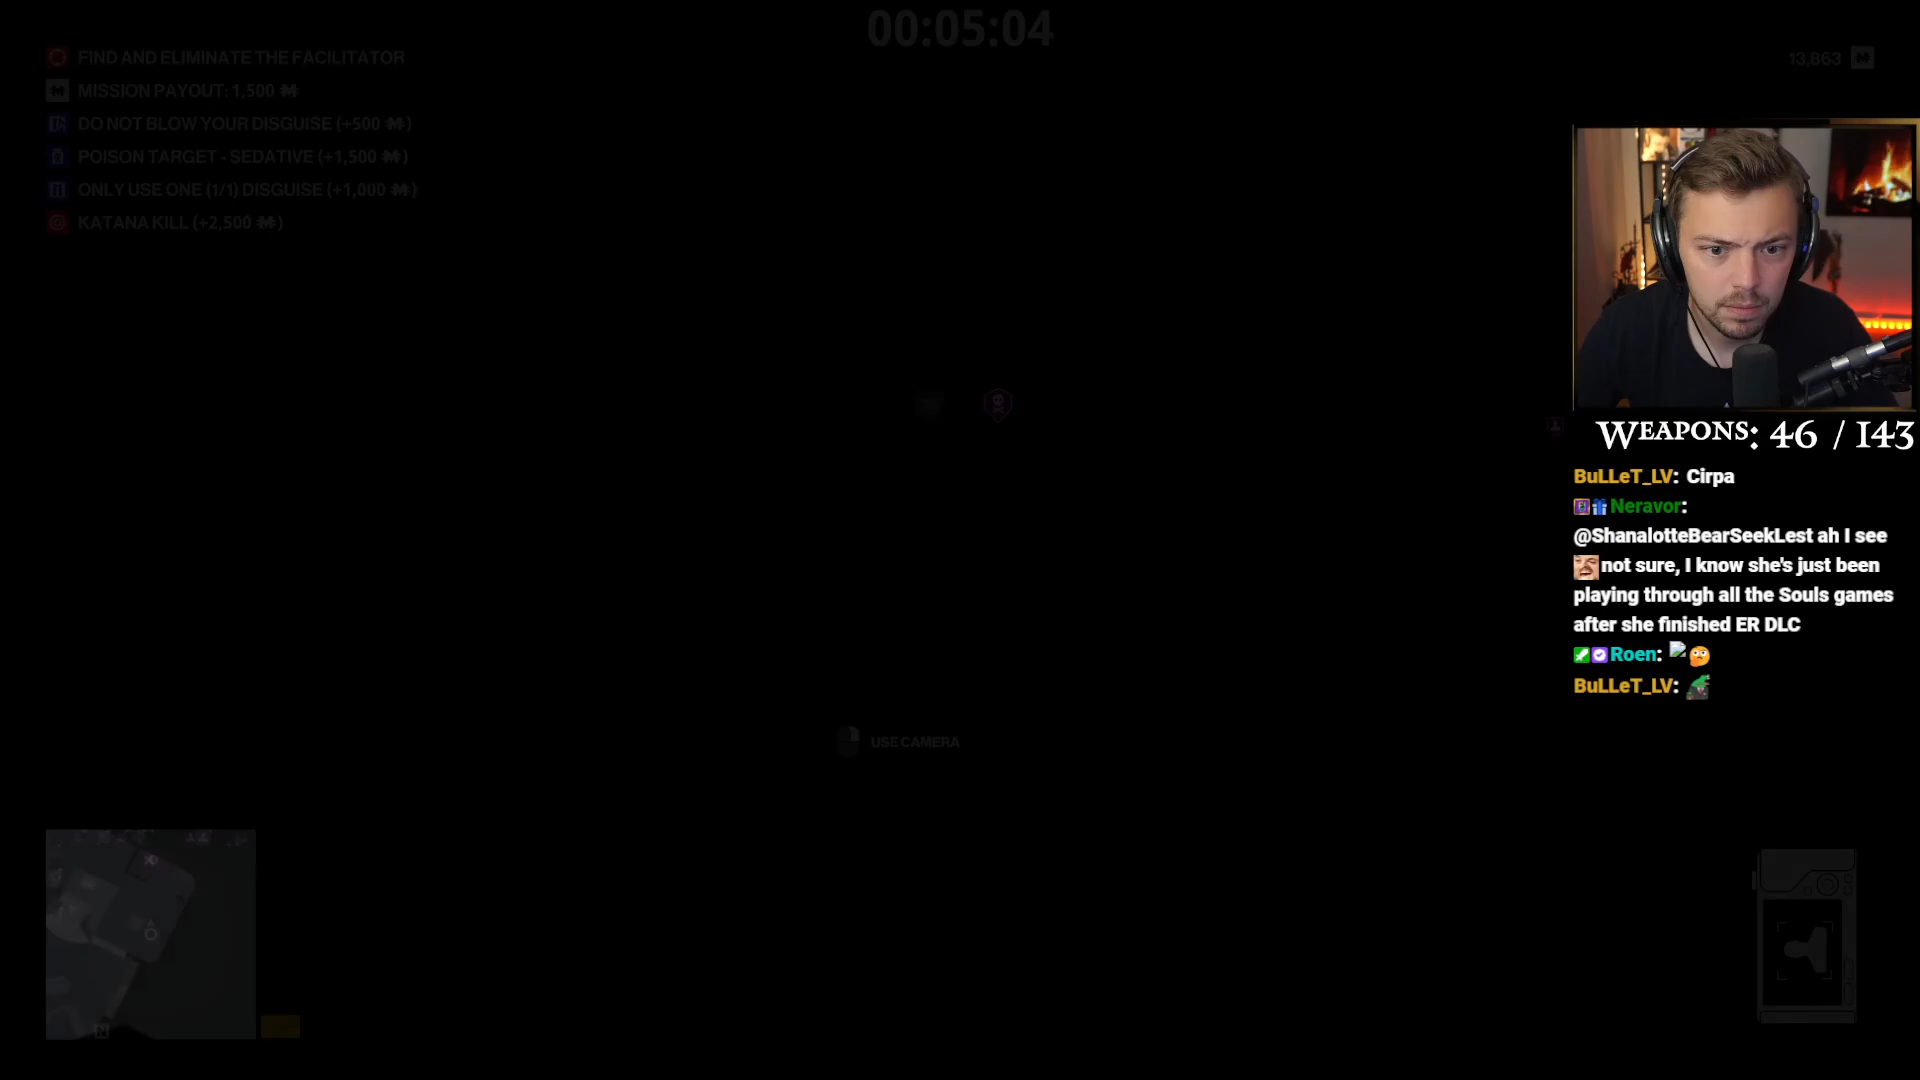 00:05:04
FIND AND ELIMINATE THE FACILITATOR
13,863
MISSION PAYOUT: 1,500
DO NOT BLOW YOUR DISGUISE (+500 )
POISON TARGET - SEDATIVE (+1,500 )
ONLY USE ONE (1/1) DISGUISE (+1,000 )
KATANA KILL (+2,500 )
WEAPONS: 46 / 143
BuLLeT_LV: Cirpa
Neravor:
@ShanalotteBearSeekLest ah I see
not sure, I know she's just been
playing through all the Souls games
after she finished ER DLC
Roen:
BuLLeT_LV:
USE CAMERA
N